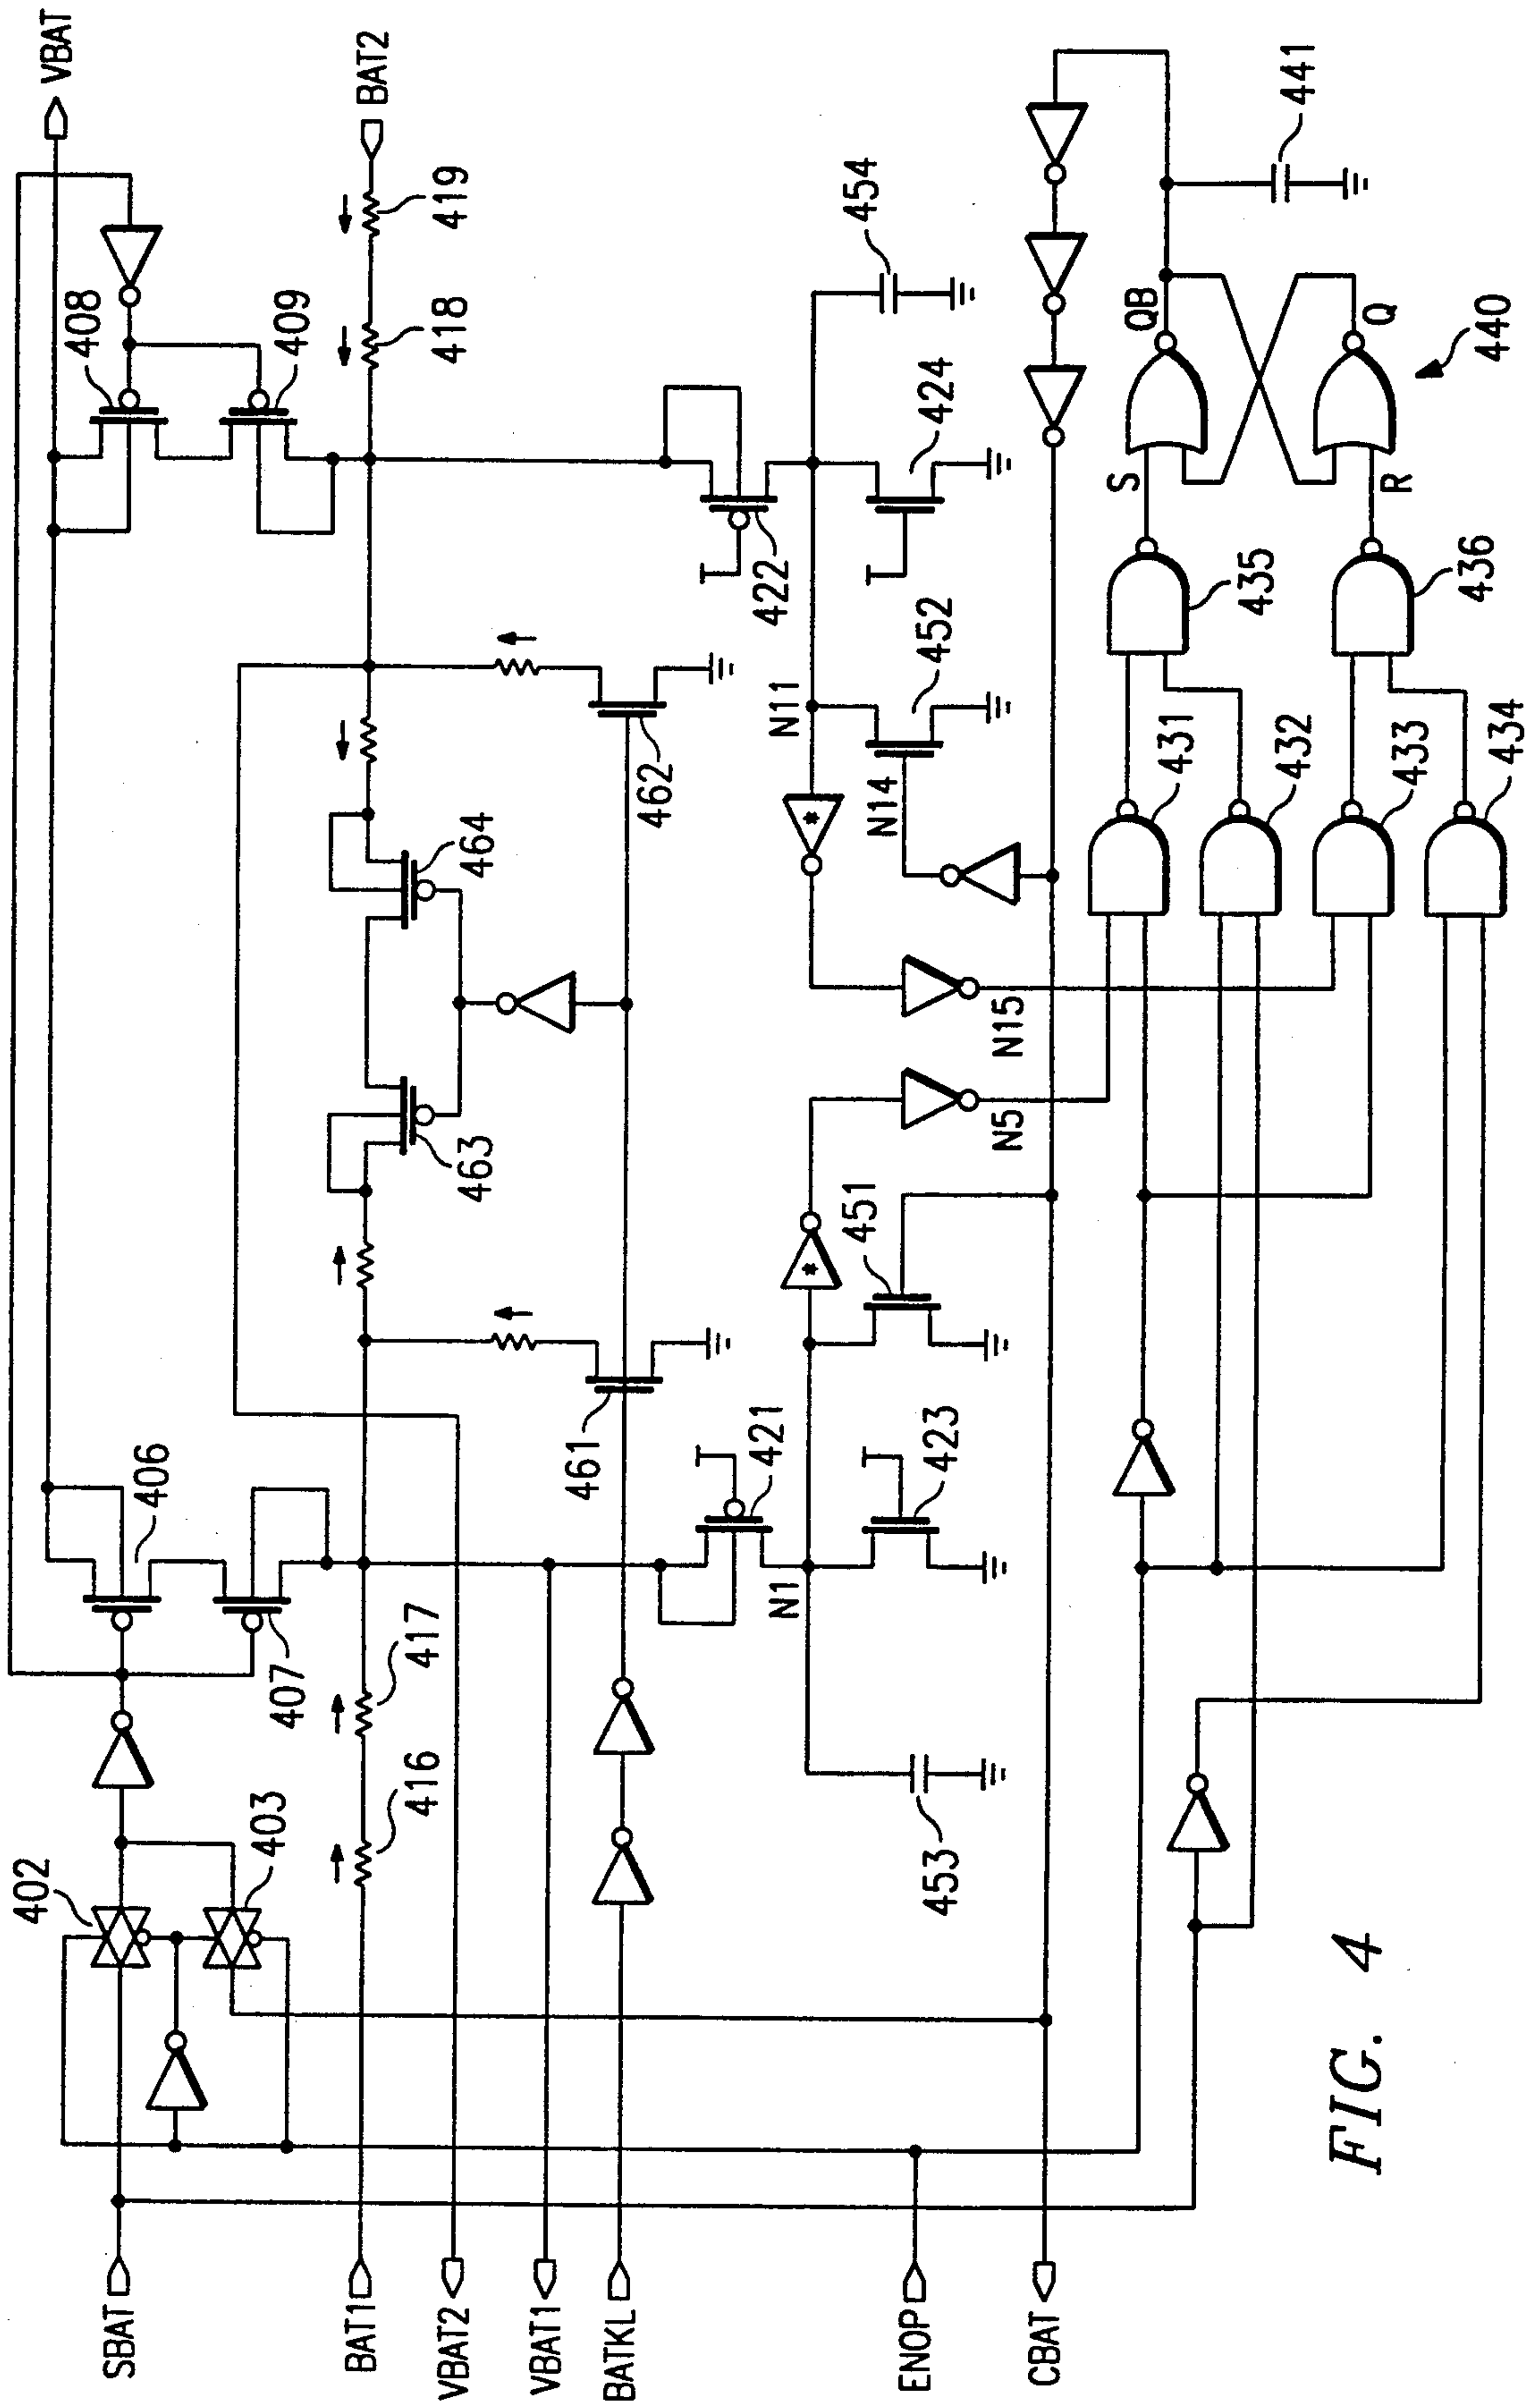 VBAT
BAT2
408
409
419
418
454
441
406
407
402
403
417
416
464
463
462
461
422
424
452
N11
N14
N15
N5
451
421
423
N1
453
QB
Q
S
R
440
435
436
431
432
433
434
*
*
SBAT
BAT1
VBAT2
VBAT1
BATKL
ENOP
CBAT
FIG. 4